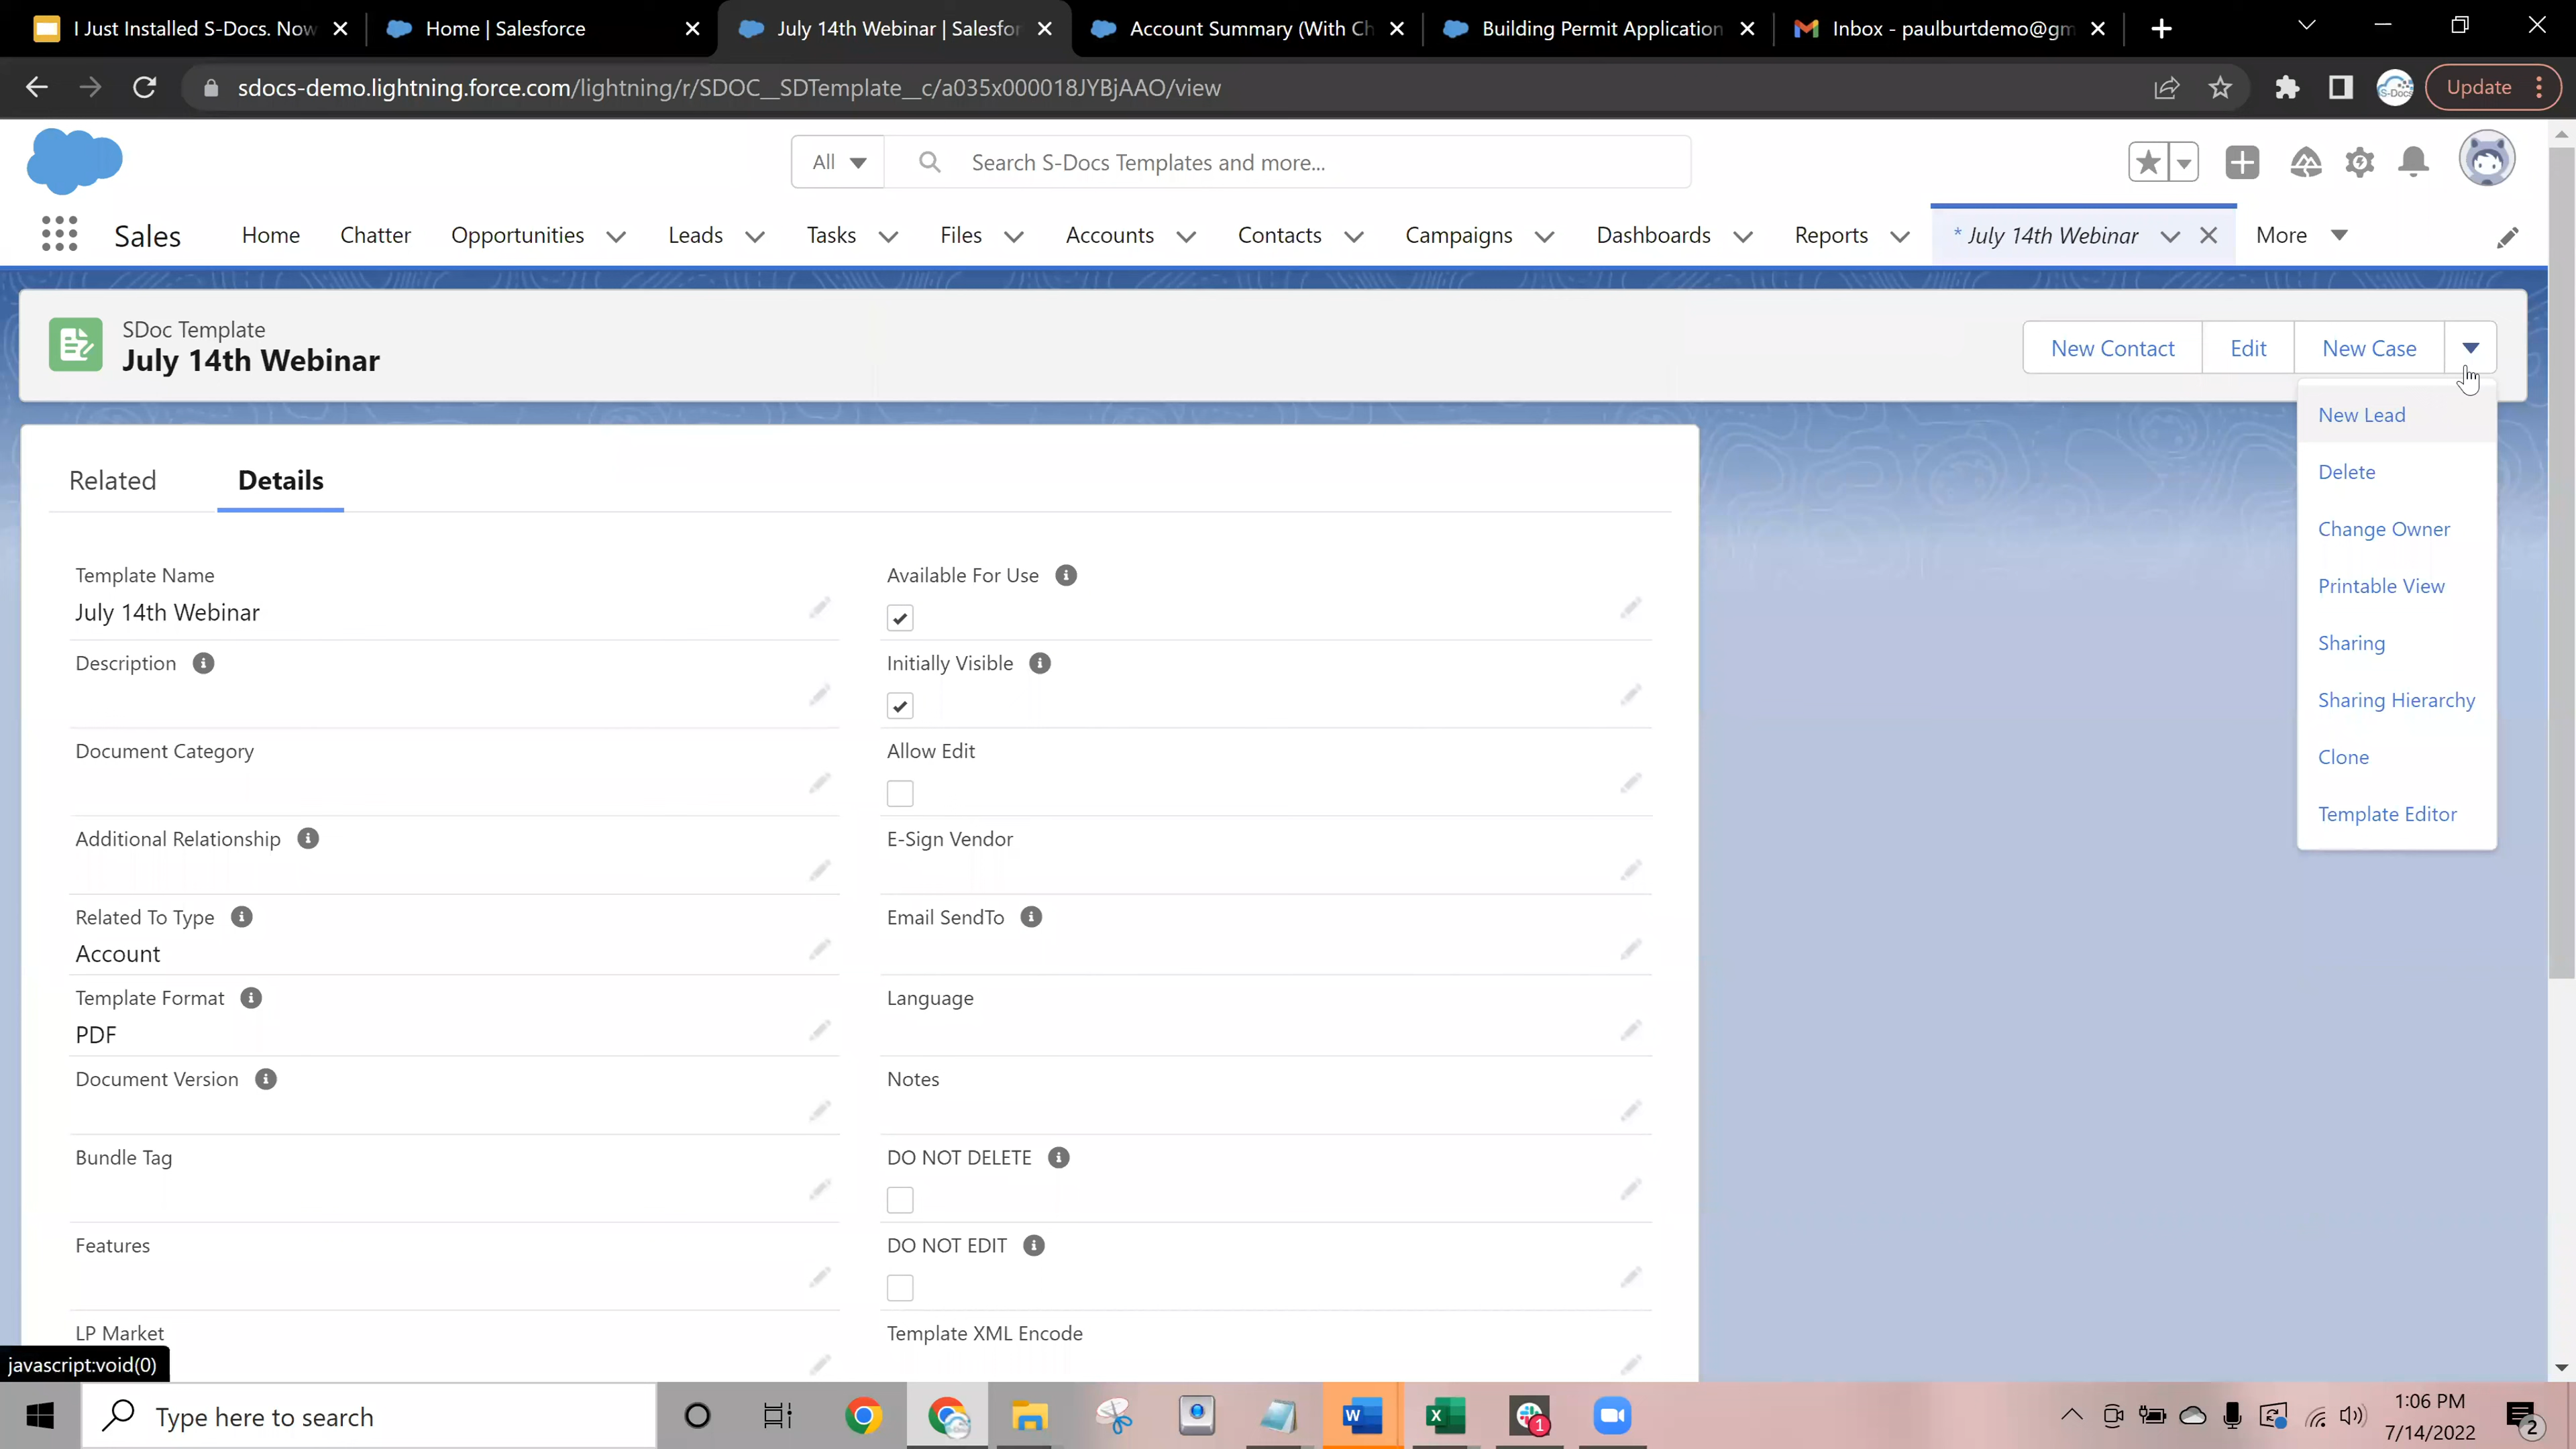 I Just Installed S-Docs. Now
Home | Salesforce
July 14th Webinar | Salesfor
Account Summary (With Ch
Building Permit Application
Inbox - paulburtdemo@gm
sdocs-demo.lightning.force.com/lightning/r/SDOC__SDTemplate__c/a035x000018JYBjAAO/view
S-Docs
Update
All
Search S-Docs Templates and more...
Sales
Home
Chatter
Opportunities
Leads
Tasks
Files
Accounts
Contacts
Campaigns
Dashboards
Reports
* July 14th Webinar
More
SDoc Template
July 14th Webinar
New Contact
Edit
New Case
New Lead
Delete
Change Owner
Printable View
Sharing
Sharing Hierarchy
Clone
Template Editor
Related
Details
Template Name
July 14th Webinar
Available For Use
Description
Initially Visible
Document Category
Allow Edit
Additional Relationship
E-Sign Vendor
Related To Type
Account
Email SendTo
Template Format
PDF
Language
Document Version
Notes
Bundle Tag
DO NOT DELETE
Features
DO NOT EDIT
LP Market
Template XML Encode
javascript:void(0)
Type here to search
W
X
1
1:06 PM
7/14/2022
2